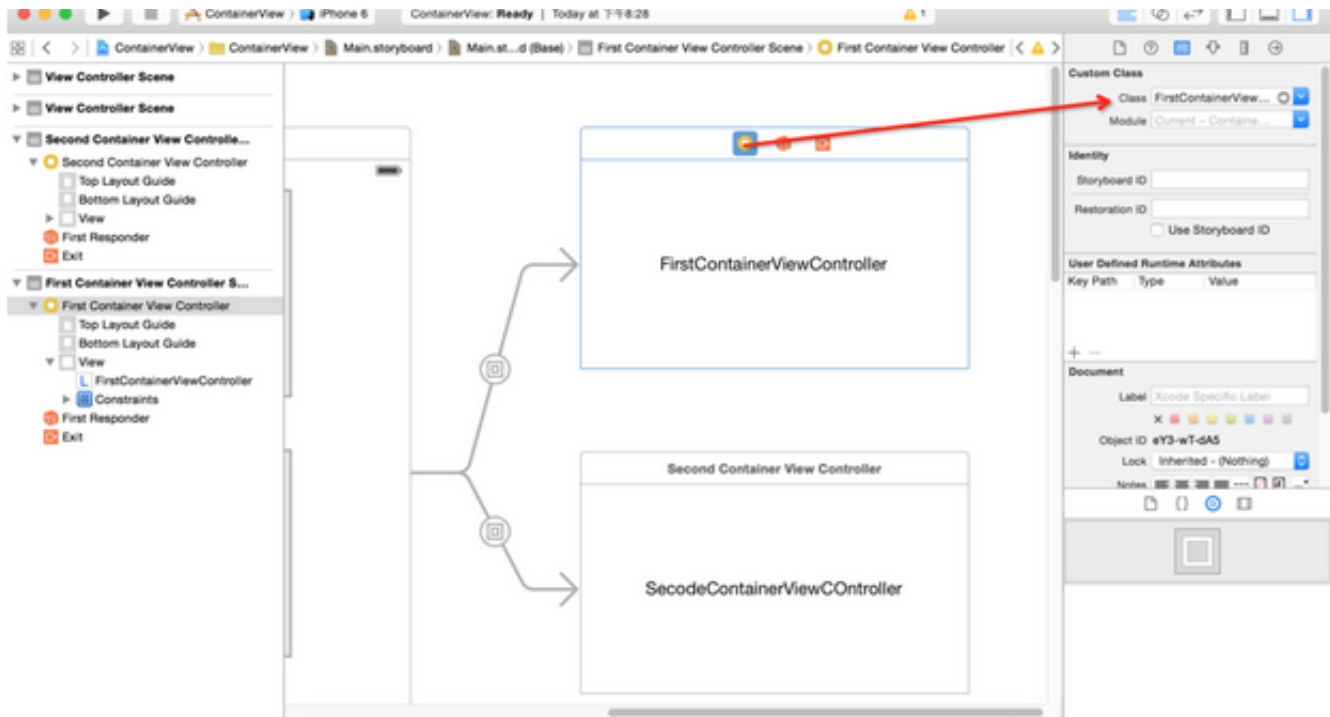 ContainerView › iPhone 6
ContainerView: Ready | Today at 下午8:28
1
ContainerView › ContainerView › Main.storyboard › Main.st...d (Base) › First Container View Controller Scene › First Container View Controller
View Controller Scene
View Controller Scene
Second Container View Controlle...
Second Container View Controller
Top Layout Guide
Bottom Layout Guide
View
First Responder
Exit
First Container View Controller S...
First Container View Controller
Top Layout Guide
Bottom Layout Guide
View
L FirstContainerViewController
Constraints
First Responder
Exit
FirstContainerViewController
Second Container View Controller
SecodeContainerViewCOntroller
Custom Class
Class FirstContainerView...
Module Current – Containe...
Identity
Storyboard ID
Restoration ID
Use Storyboard ID
User Defined Runtime Attributes
Key Path Type Value
Document
Label Xcode Specific Label
Object ID eY3-wT-dA5
Lock Inherited - (Nothing)
Notes